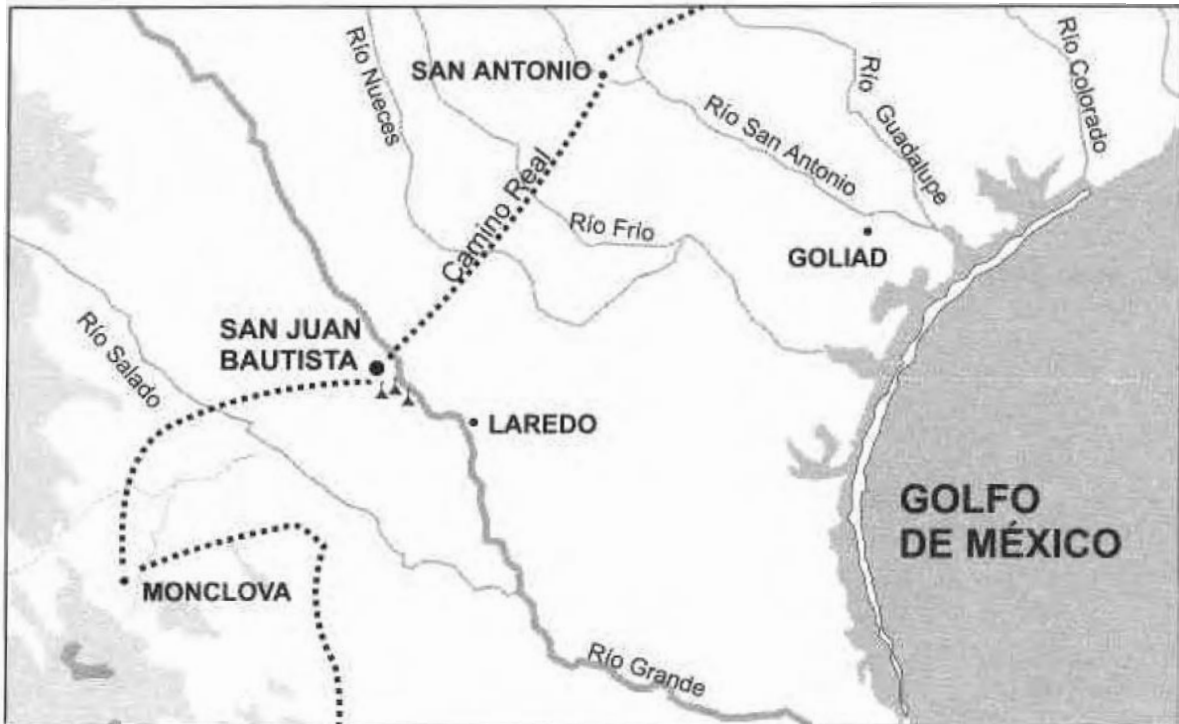 Río Nueces
SAN ANTONIO
Río
Guadalupe
Río Colorado
Río San Antonio
Camino Real
Río Frio
GOLIAD
SAN JUAN
BAUTISTA
Río Salado
LAREDO
GOLFO
DE MÉXICO
MONCLOVA
Río Grande